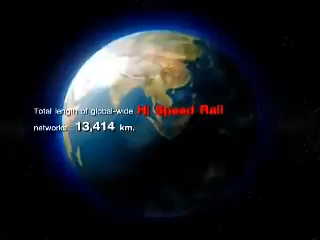 Total length of global-wide Hi Speed Rail
networks : 13,414 km.